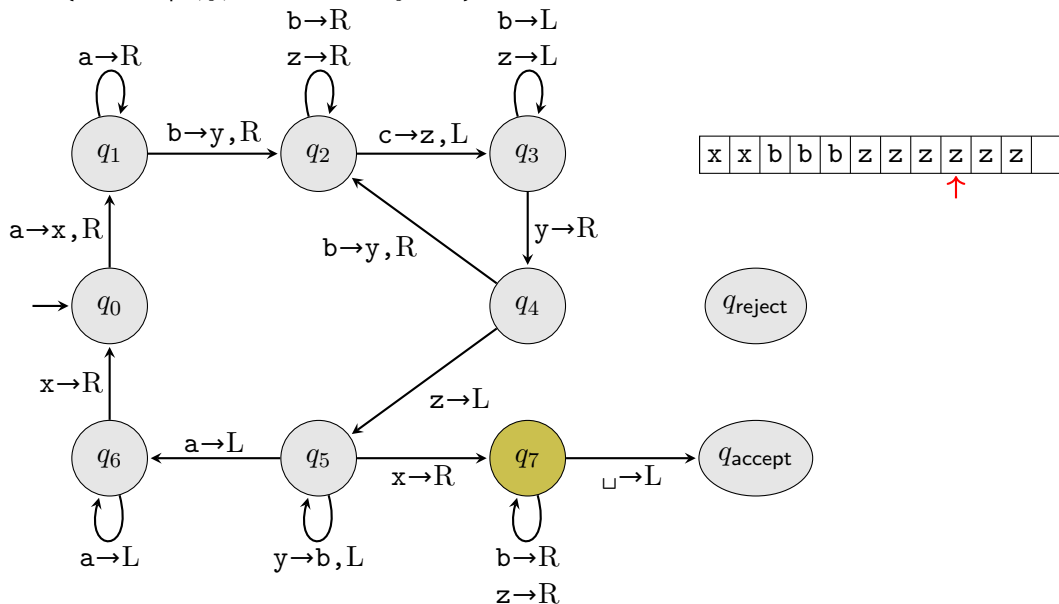 b→R b→L
a→R z→R z→L
q1 b→y,R q2 c→z,L q3 x x b b b z z z z z z
a→x,R b→y,R y→R
q0 q4 qreject
x→R z→L
q6 a→L q5 x→R q7 ␣→L qaccept
a→L y→b,L b→R
z→R